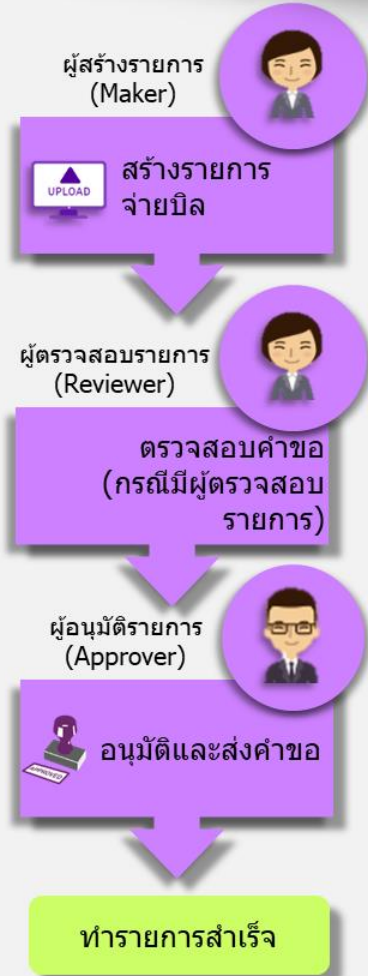 ผู้สร้างรายการ
(Maker)
UPLOAD
สร้างรายการ
จ่ายบิล
ผู้ตรวจสอบรายการ
(Reviewer)
ตรวจสอบคำขอ
(กรณีมีผู้ตรวจสอบ
รายการ)
ผู้อนุมัติรายการ
(Approver)
APPROVED
อนุมัติและส่งคำขอ
ทำรายการสำเร็จ